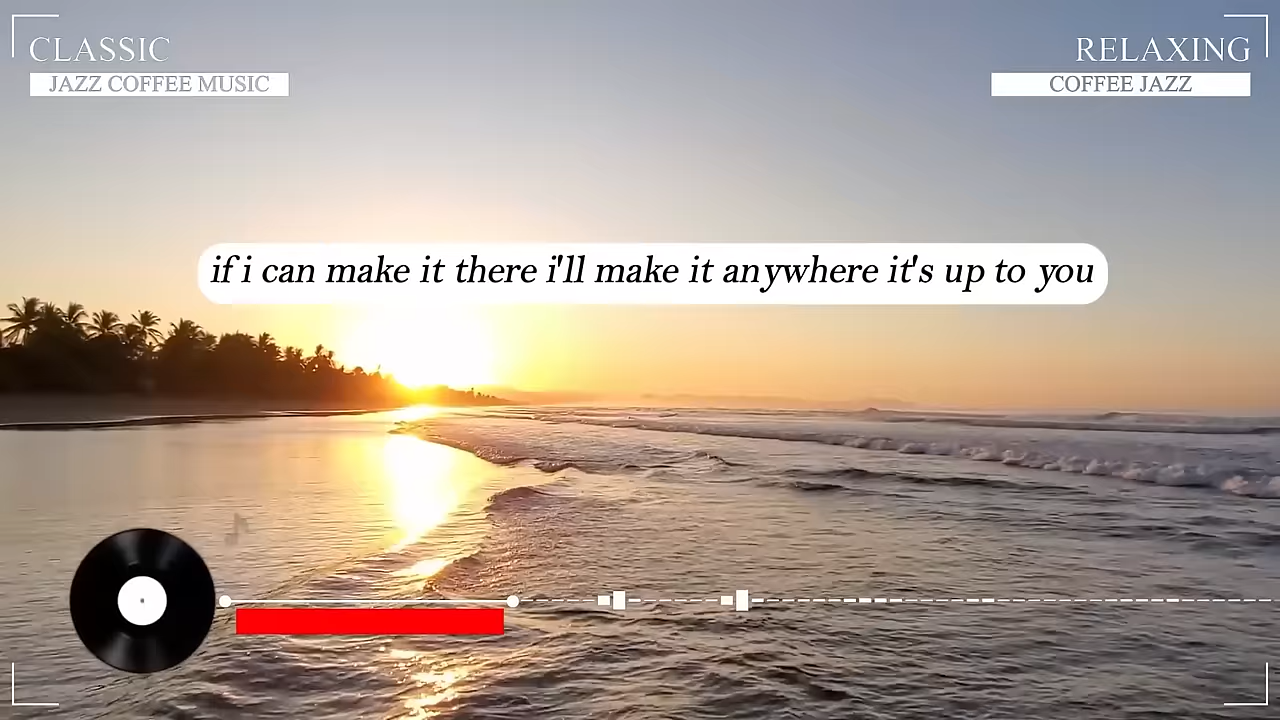 CLASSIC
JAZZ COFFEE MUSIC
RELAXING
COFFEE JAZZ
if i can make it there i'll make it anywhere it's up to you